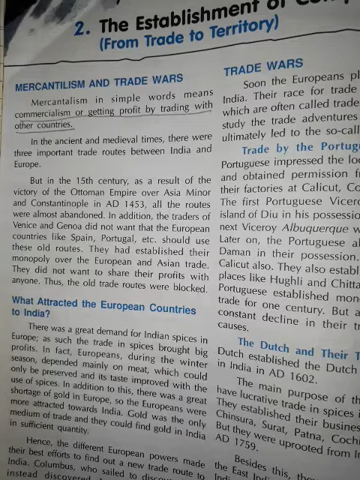 2. The Establishment of
(From Trade to Territory)
MERCANTILISM AND TRADE WARS
Mercantalism in simple words means
commercialism or getting profit by trading with
other countries.
In the ancient and medieval times, there were
three important trade routes between India and
Europe.
But in the 15th century, as a result of the
victory of the Ottoman Empire over Asia Minor
and Constantinople in AD 1453, all the routes
were almost abandoned. In addition, the traders of
Venice and Genoa did not want that the European
countries like Spain, Portugal, etc. should use
these old routes. They had established their
monopoly over the European and Asian trade.
They did not want to share their profits with
anyone. Thus, the old trade routes were blocked.
What Attracted the European Countries
to India?
There was a great demand for Indian spices in
Europe; as such the trade in spices brought big
profits. In fact, Europeans, during the winter
season, depended mainly on meat, which could
only be preserved and its taste improved with the
use of spices. In addition to this, there was a great
shortage of gold in Europe, so the Europeans were
more attracted towards India. Gold was the only
medium of trade and they could find gold in India
in sufficient quantity.
Hence, the different European powers made
their best efforts to find a new trade route to
India. Columbus, who sailed to
instead discovered
TRADE WARS
Soon the Europeans
India. Their race for trade
which are often called trade
study the trade adventures
ultimately led to the
Trade by the
Portuguese impressed the
and obtained permission
their factories at Calicut,
The first Portuguese
island of Diu in his possession
next Viceroy Albuquerque
Later on, the Portuguese
Daman in their possession.
Calicut also. They also
places like Hughli and
Portuguese established
trade for one century. But a
constant decline in their
causes.
The Dutch and Their
Dutch established the Dutch
in India in AD 1602.
The main purpose of
have lucrative trade in spices
They established their
Chinsura, Surat, Patna,
But they were uprooted from
AD 1759.
Besides this,
the East